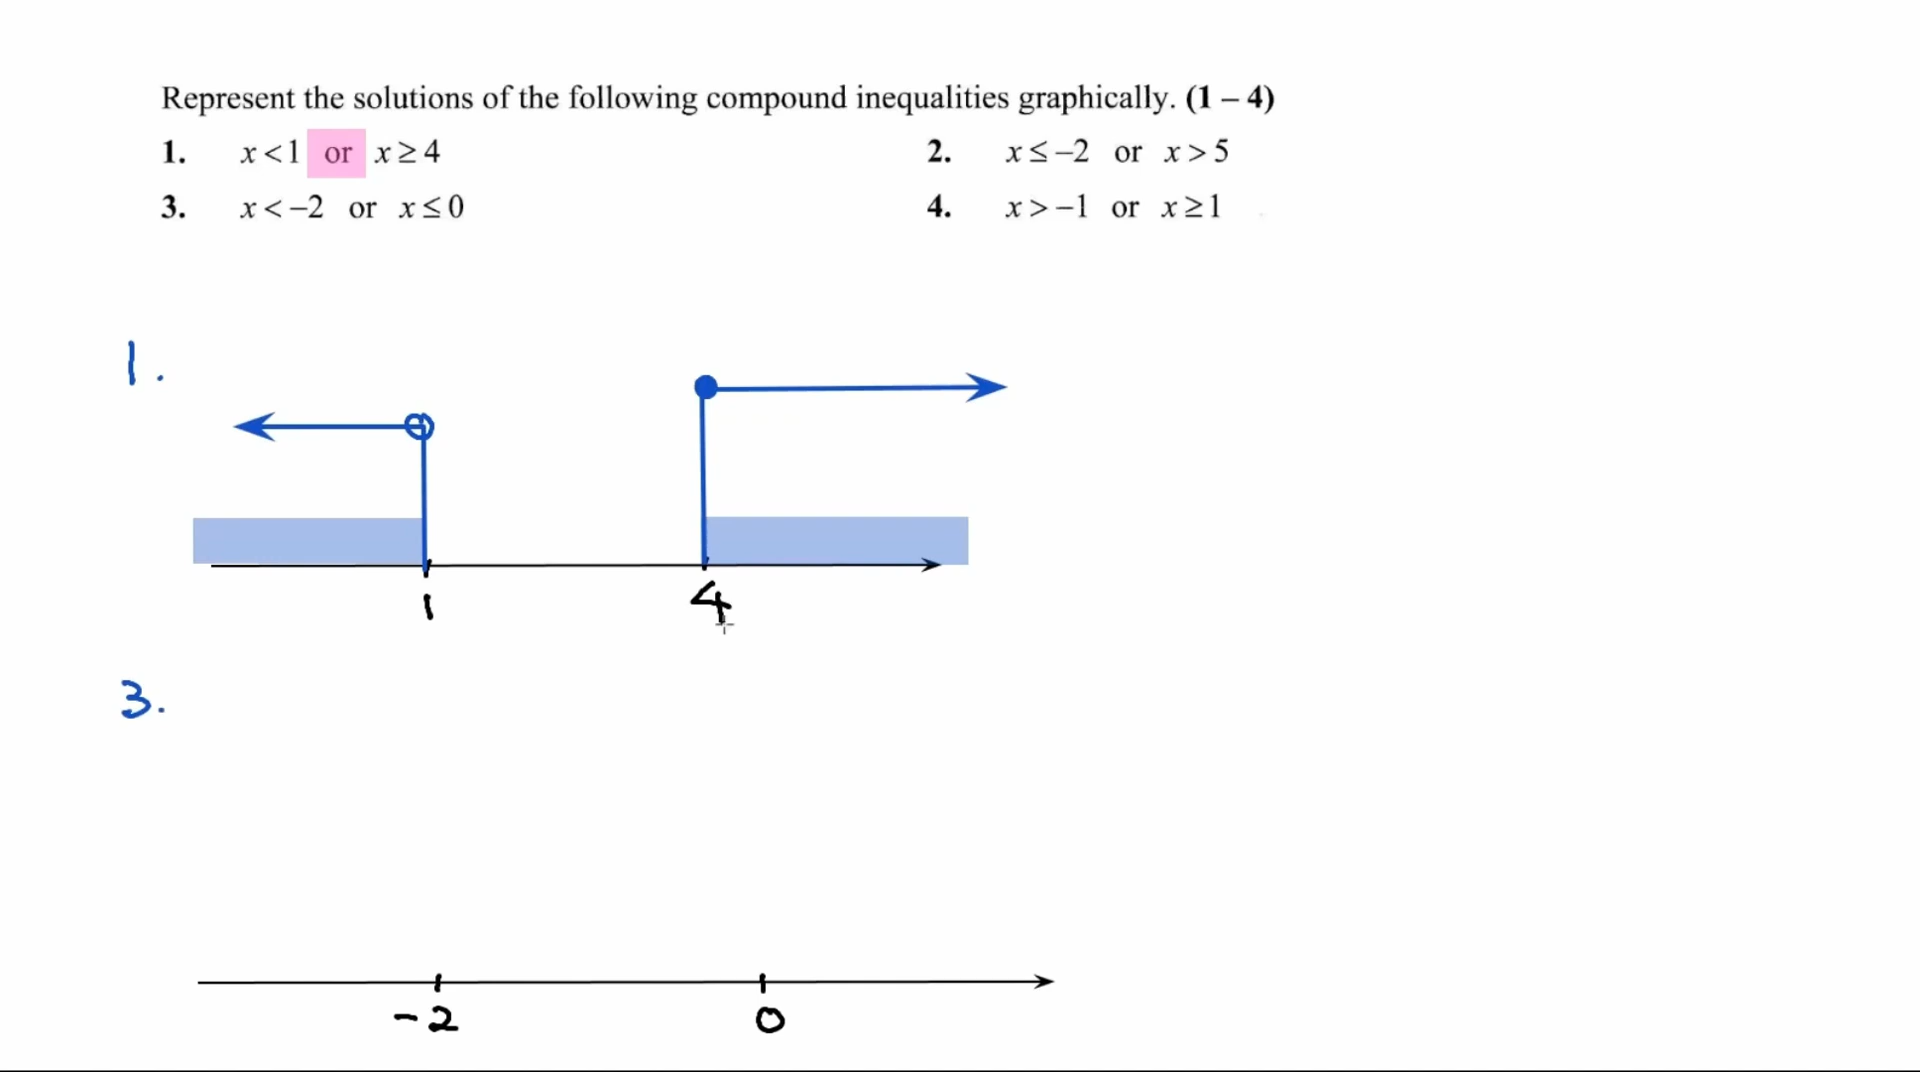 Represent the solutions of the following compound inequalities graphically. (1 – 4)
1. x < 1 or x ≥ 4 2. x ≤ –2 or x > 5
3. x < –2 or x ≤ 0 4. x > –1 or x ≥ 1
1.
1 4
3.
-2 0